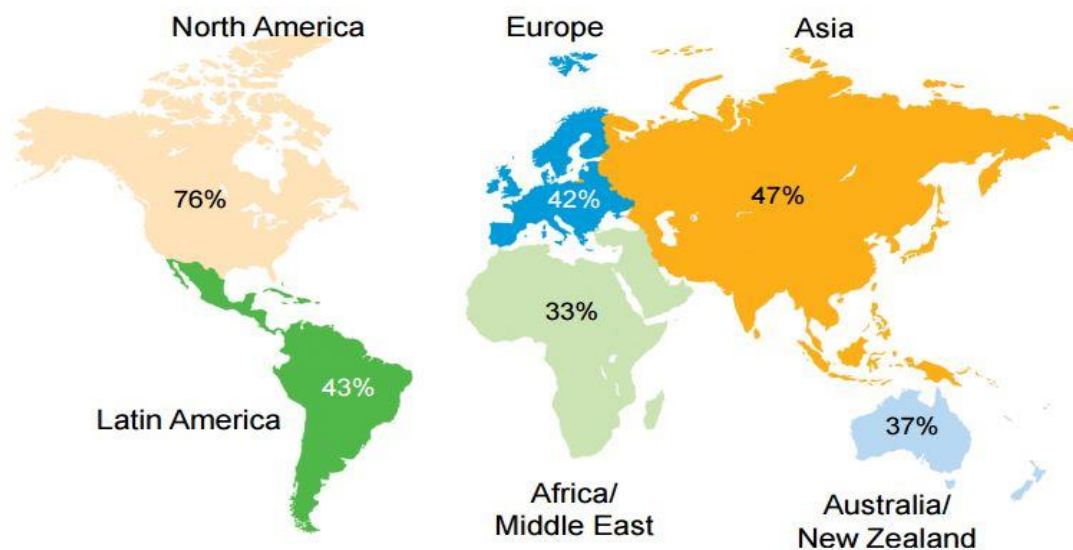 North America
Europe
Asia
76%
42%
47%
33%
43%
37%
Latin America
Africa/
Middle East
Australia/
New Zealand